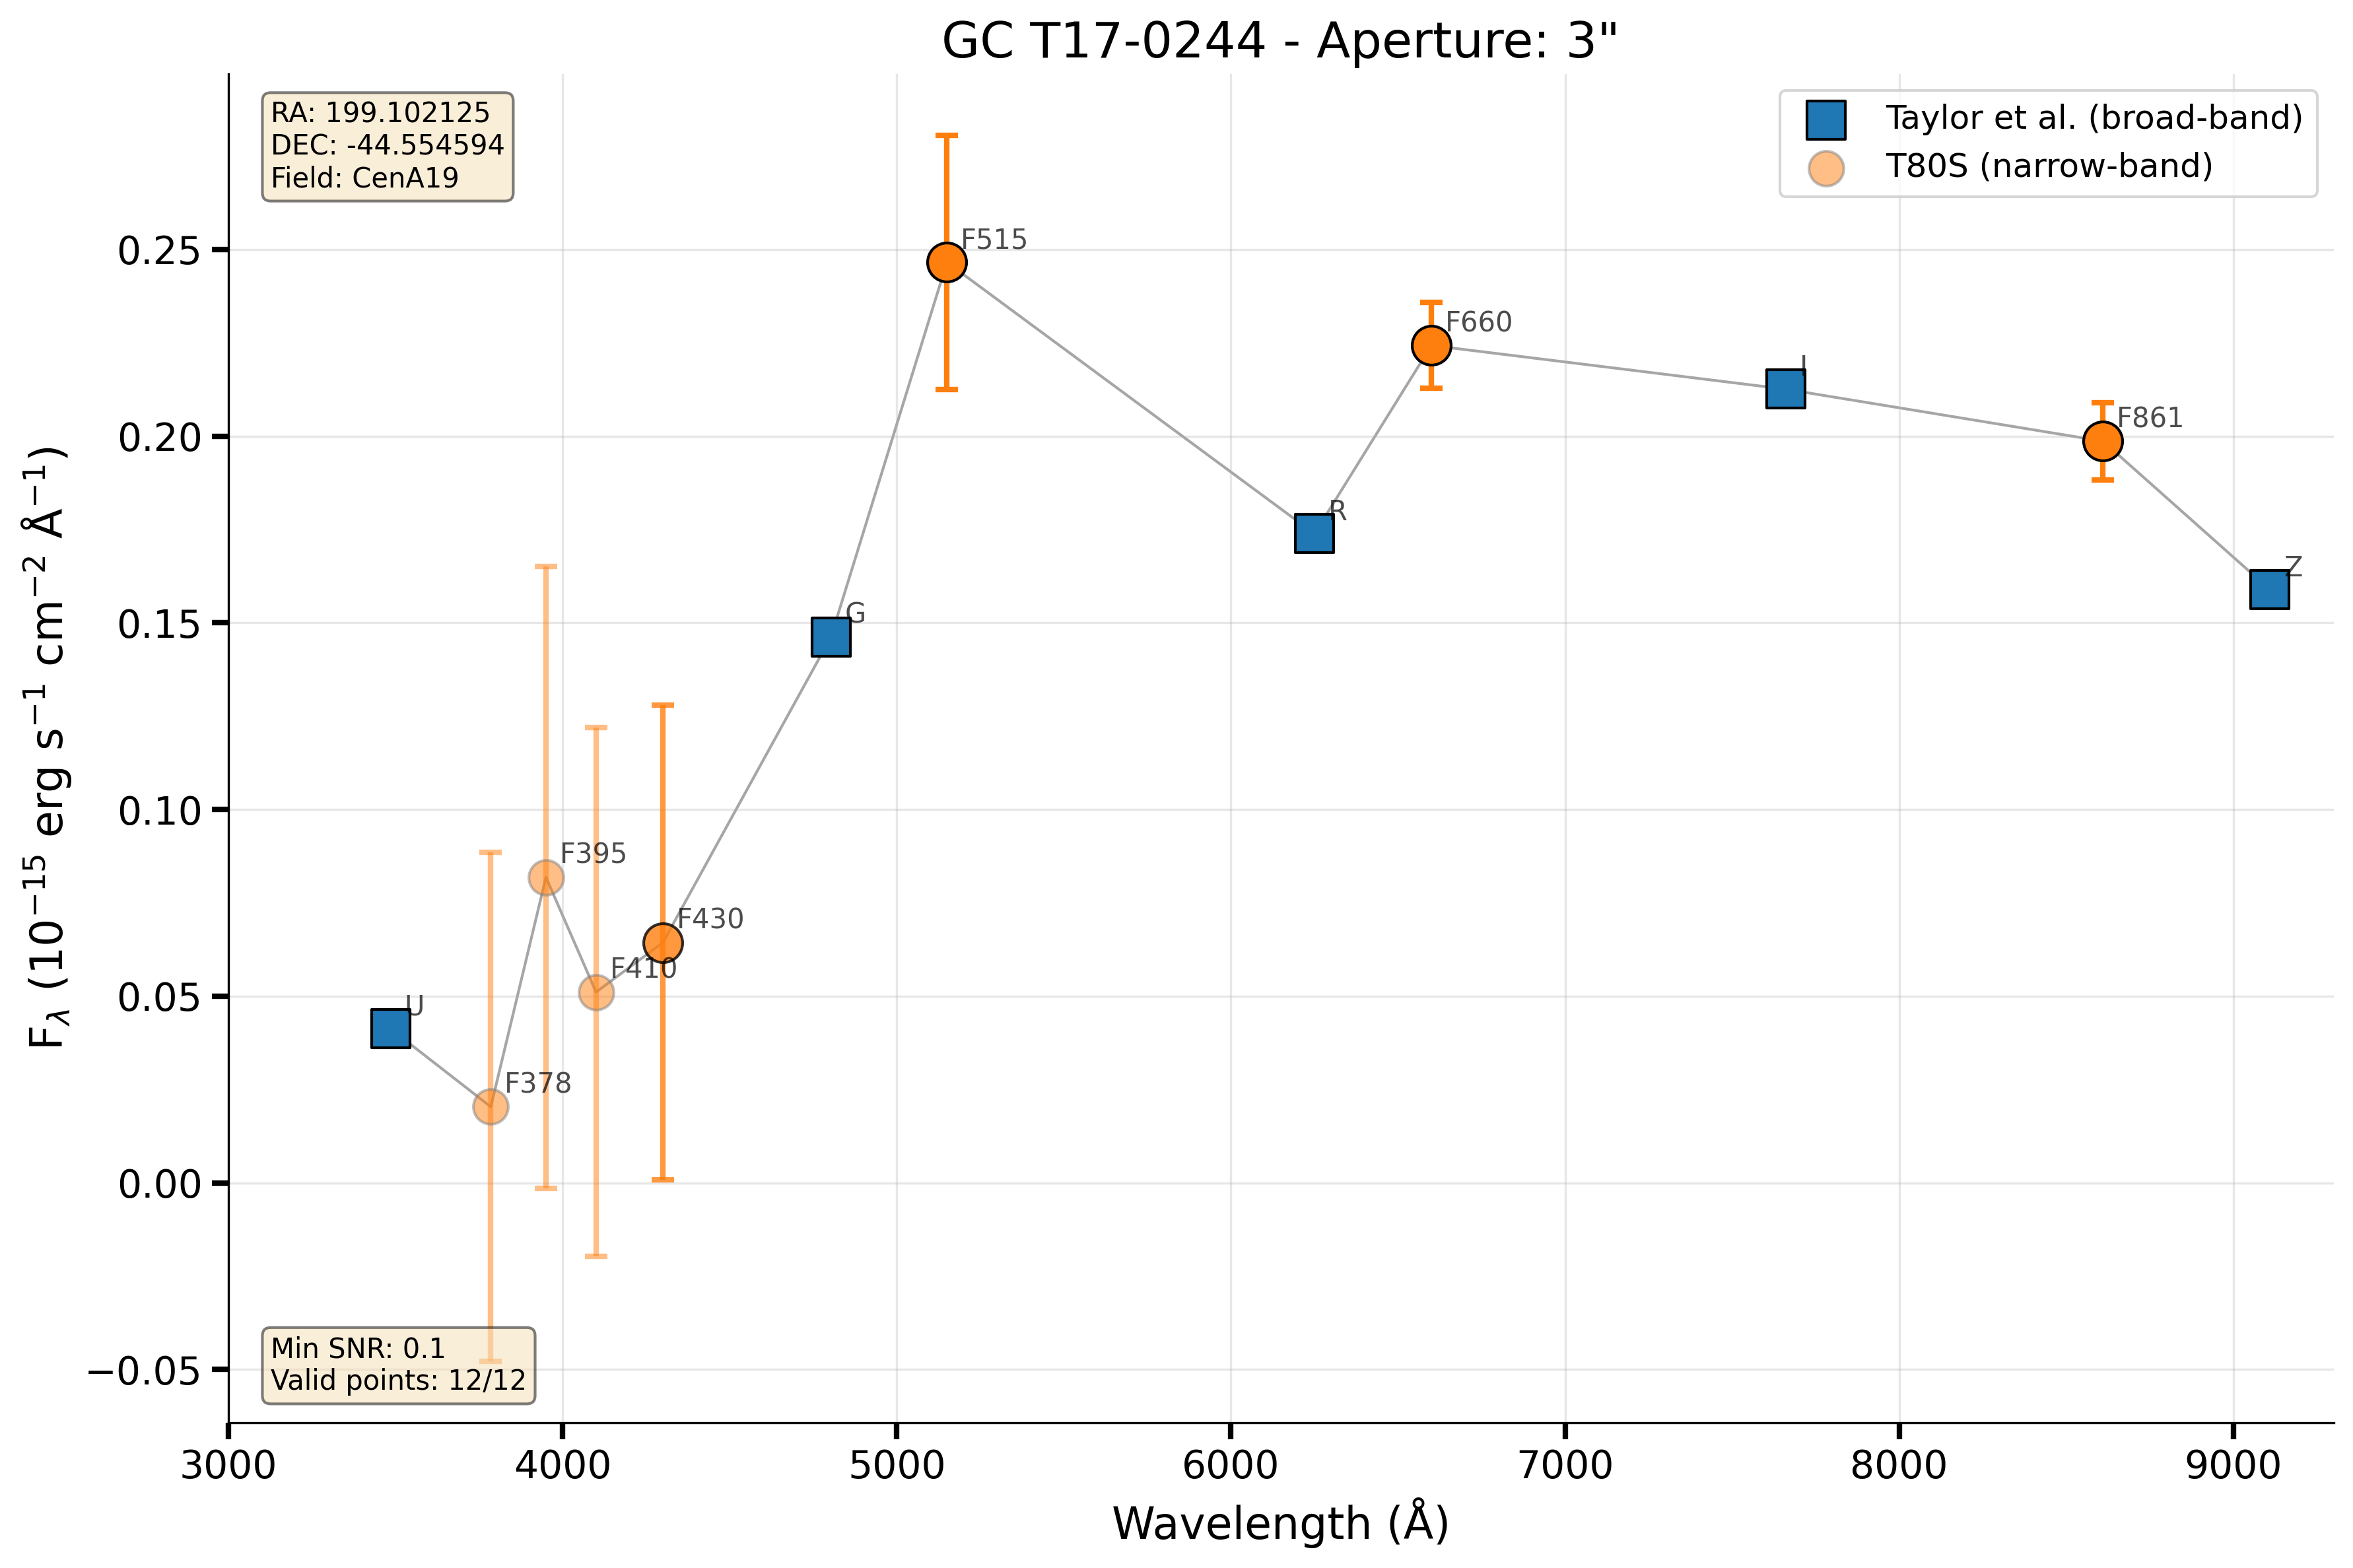 GC T17-0244 - Aperture: 3"
RA: 199.102125
DEC: -44.554594
Field: CenA19
Taylor et al. (broad-band)
T80S (narrow-band)
F515
F660
I
F861
R
Z
G
F395
F430
F410
U
F378
0.25
0.20
0.15
0.10
0.05
0.00
−0.05
F_λ (10⁻¹⁵ erg s⁻¹ cm⁻² Å⁻¹)
Min SNR: 0.1
Valid points: 12/12
3000 4000 5000 6000 7000 8000 9000
Wavelength (Å)